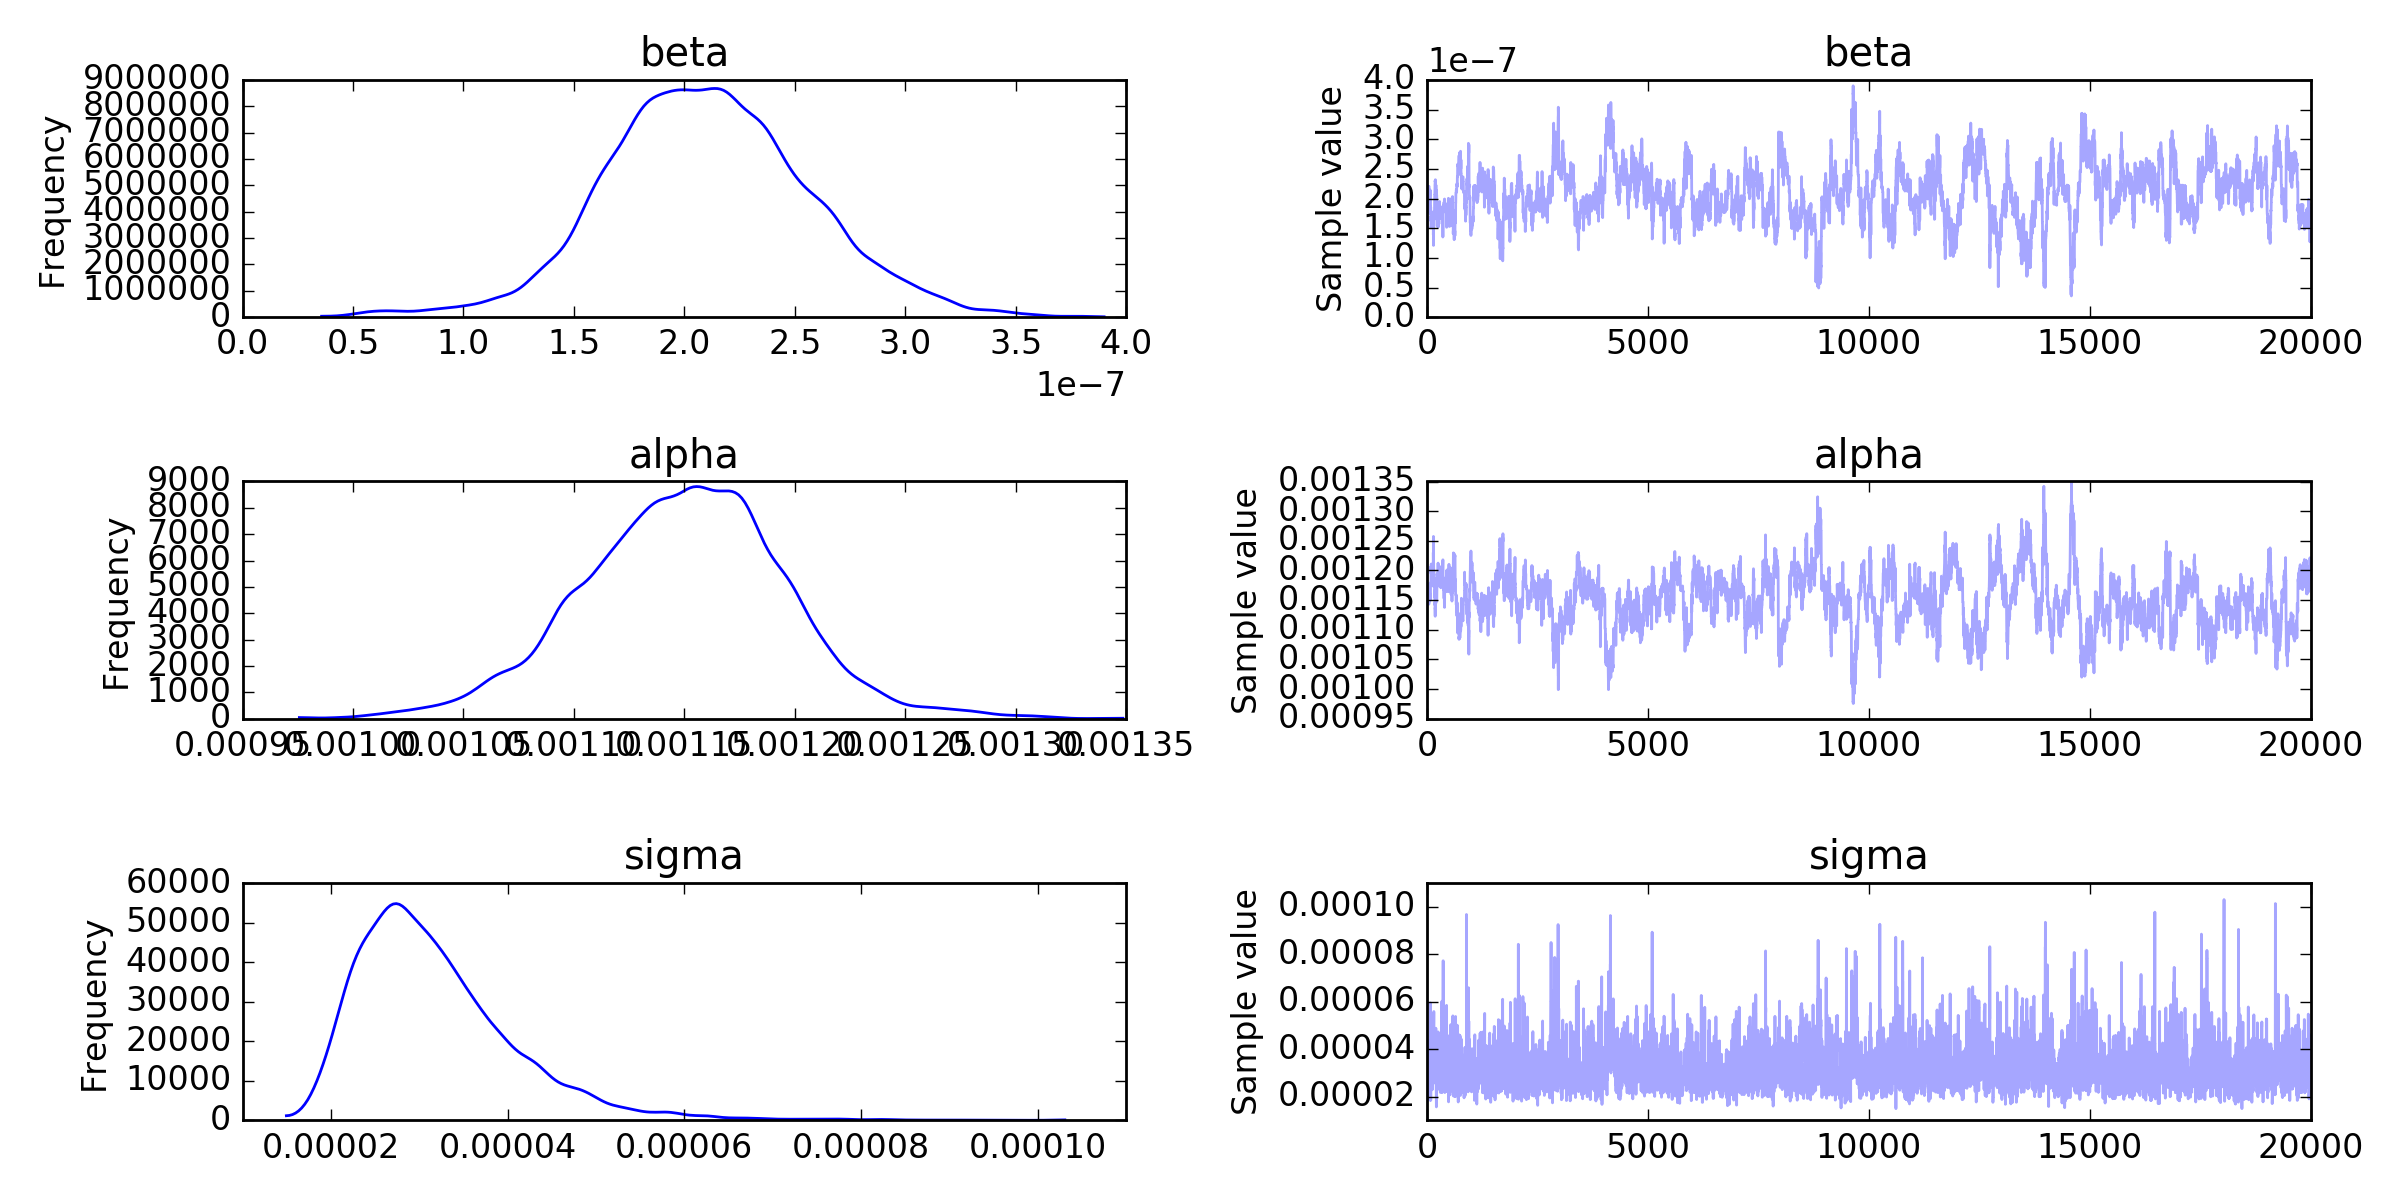 beta
Frequency
9000000
8000000
7000000
6000000
5000000
4000000
3000000
2000000
1000000
0
0.0 0.5 1.0 1.5 2.0 2.5 3.0 3.5 4.0
1e−7
beta
1e−7
Sample value
4.0
3.5
3.0
2.5
2.0
1.5
1.0
0.5
0.0
0 5000 10000 15000 20000
alpha
Frequency
9000
8000
7000
6000
5000
4000
3000
2000
1000
0
0.00095 0.00100 0.00105 0.00110 0.00115 0.00120 0.00125 0.00130 0.00135
alpha
Sample value
0.00135
0.00130
0.00125
0.00120
0.00115
0.00110
0.00105
0.00100
0.00095
0 5000 10000 15000 20000
sigma
Frequency
60000
50000
40000
30000
20000
10000
0
0.00002 0.00004 0.00006 0.00008 0.00010
sigma
Sample value
0.00010
0.00008
0.00006
0.00004
0.00002
0 5000 10000 15000 20000